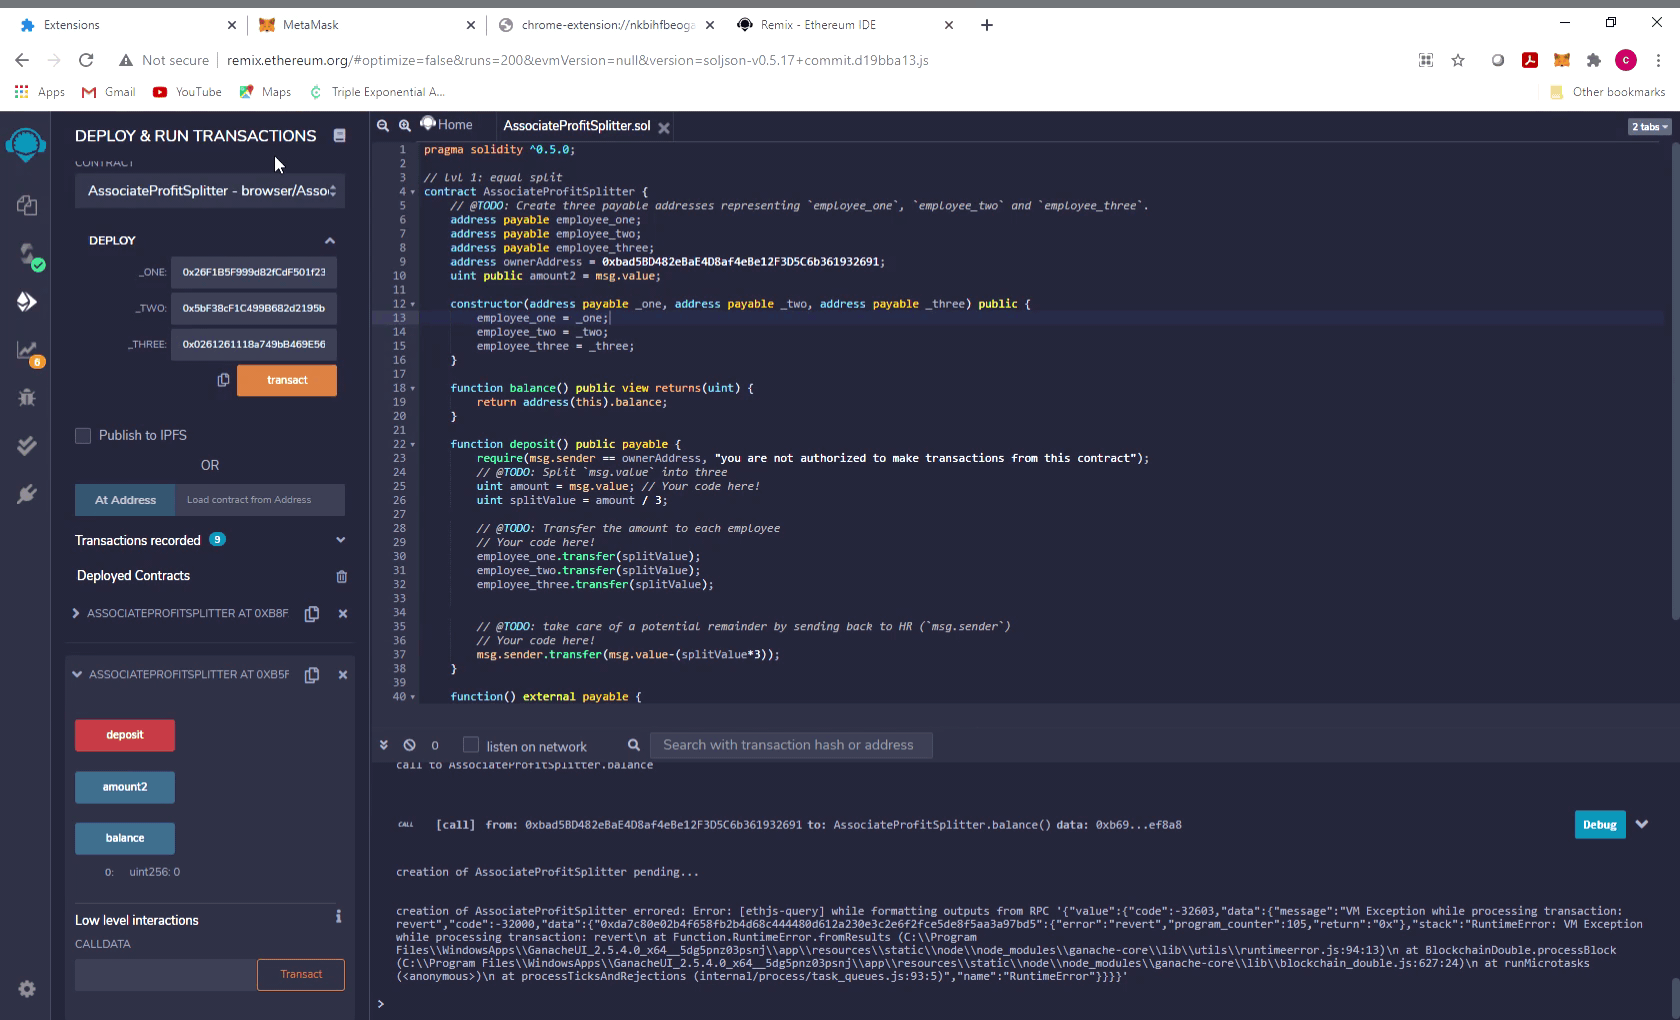 Extensions
MetaMask
chrome-extension://nkbihfbeoga
Remix - Ethereum IDE
Not secure
remix.ethereum.org/#optimize=false&runs=200&evmVersion=null&version=soljson-v0.5.17+commit.d19bba13.js
C
Apps
Gmail
YouTube
Maps
Triple Exponential A...
Other bookmarks
DEPLOY & RUN TRANSACTIONS
CONTRACT
AssociateProfitSplitter - browser/Asso
DEPLOY
_ONE:
0x26F1B5F999d82fCdF501f23
_TWO:
0x5bF38cF1C499B682d2195b
_THREE:
0x0261261118a749bB469E56
transact
Publish to IPFS
OR
At Address
Load contract from Address
Transactions recorded 9
Deployed Contracts
ASSOCIATEPROFITSPLITTER AT 0XB8F
ASSOCIATEPROFITSPLITTER AT 0XB5F
deposit
amount2
balance
0: uint256: 0
Low level interactions
i
CALLDATA
Transact
6
Home
AssociateProfitSplitter.sol
2 tabs
1 pragma solidity ^0.5.0;
2
3 // lvl 1: equal split
4 contract AssociateProfitSplitter {
5 // @TODO: Create three payable addresses representing `employee_one`, `employee_two` and `employee_three`.
6 address payable employee_one;
7 address payable employee_two;
8 address payable employee_three;
9 address ownerAddress = 0xbad5BD482eBaE4D8af4eBe12F3D5C6b361932691;
10 uint public amount2 = msg.value;
11
12 constructor(address payable _one, address payable _two, address payable _three) public {
13 employee_one = _one;
14 employee_two = _two;
15 employee_three = _three;
16 }
17
18 function balance() public view returns(uint) {
19 return address(this).balance;
20 }
21
22 function deposit() public payable {
23 require(msg.sender == ownerAddress, "you are not authorized to make transactions from this contract");
24 // @TODO: Split `msg.value` into three
25 uint amount = msg.value; // Your code here!
26 uint splitValue = amount / 3;
27
28 // @TODO: Transfer the amount to each employee
29 // Your code here!
30 employee_one.transfer(splitValue);
31 employee_two.transfer(splitValue);
32 employee_three.transfer(splitValue);
33
34
35 // @TODO: take care of a potential remainder by sending back to HR (`msg.sender`)
36 // Your code here!
37 msg.sender.transfer(msg.value-(splitValue*3));
38 }
39
40 function() external payable {
0
listen on network
Search with transaction hash or address
call to AssociateProfitSplitter.balance
CALL [call] from: 0xbad5BD482eBaE4D8af4eBe12F3D5C6b361932691 to: AssociateProfitSplitter.balance() data: 0xb69...ef8a8
Debug
creation of AssociateProfitSplitter pending...
creation of AssociateProfitSplitter errored: Error: [ethjs-query] while formatting outputs from RPC '{"value":{"code":-32603,"data":{"message":"VM Exception while processing transaction:
revert","code":-32000,"data":{"0xda7c80e02b4f658fb2b4d68c444480d612a230e3c2e6f2fce5de8f5aa3a97bd5":{"error":"revert","program_counter":105,"return":"0x"},"stack":"RuntimeError: VM Exception
while processing transaction: revert\n at Function.RuntimeError.fromResults (C:\\Program
Files\\WindowsApps\\GanacheUI_2.5.4.0_x64__5dg5pnz03psnj\\app\\resources\\static\\node\\node_modules\\ganache-core\\lib\\utils\\runtimeerror.js:94:13)\n at BlockchainDouble.processBlock
(C:\\Program Files\\WindowsApps\\GanacheUI_2.5.4.0_x64__5dg5pnz03psnj\\app\\resources\\static\\node\\node_modules\\ganache-core\\lib\\blockchain_double.js:627:24)\n at runMicrotasks
(<anonymous>)\n at processTicksAndRejections (internal/process/task_queues.js:93:5)","name":"RuntimeError"}}}}'
>